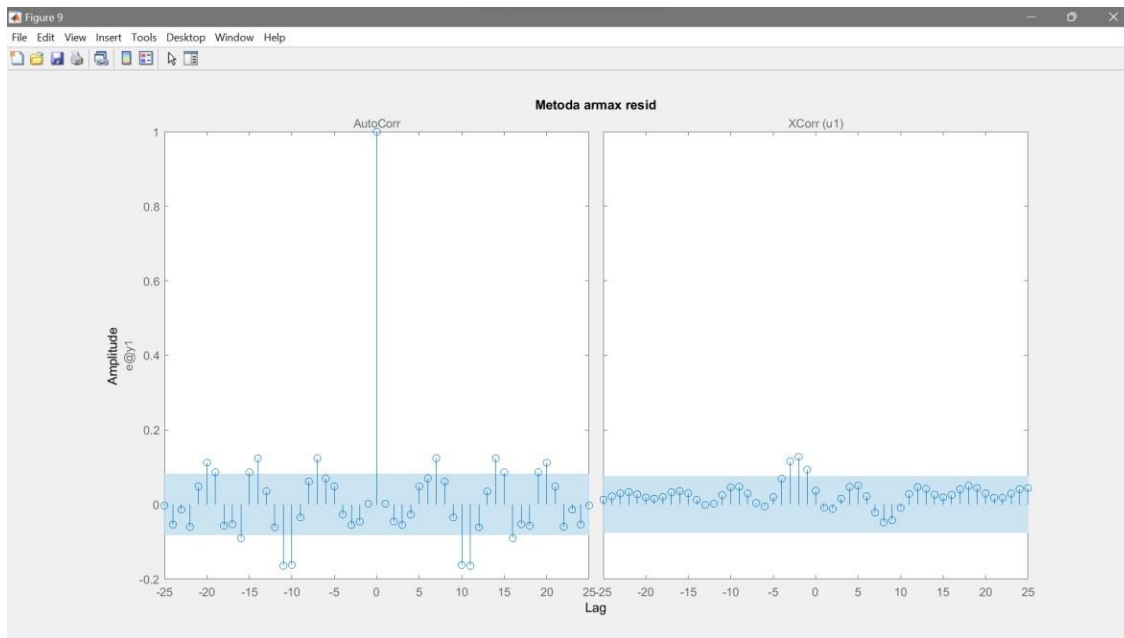 Figure 9
File Edit View Insert Tools Desktop Window Help
Metoda armax resid
AutoCorr
XCorr (u1)
Amplitude
e@y1
1
0.8
0.6
0.4
0.2
0
-0.2
-25 -20 -15 -10 -5 0 5 10 15 20 25
-25 -20 -15 -10 -5 0 5 10 15 20 25
Lag